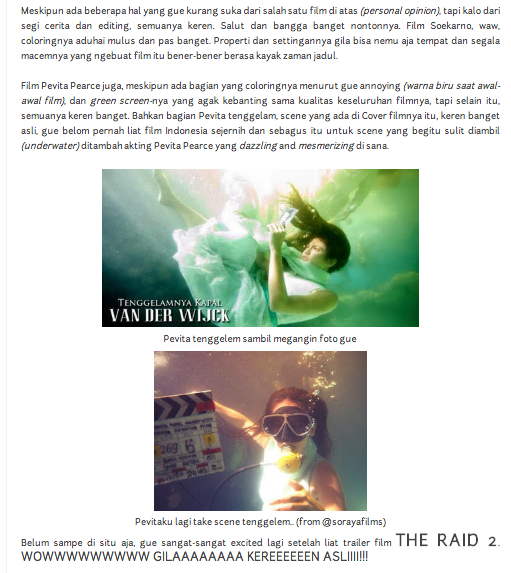 Meskipun ada beberapa hal yang gue kurang suka dari salah satu film di atas (personal opinion), tapi kalo dari
segi cerita dan editing, semuanya keren. Salut dan bangga banget nontonnya. Film Soekarno, waw,
coloringnya aduhai mulus dan pas banget. Properti dan settingannya gila bisa nemu aja tempat dan segala
macemnya yang ngebuat film itu bener-bener berasa kayak zaman jadul.
Film Pevita Pearce juga, meskipun ada bagian yang coloringnya menurut gue annoying (warna biru saat awal-
awal film), dan green screen-nya yang agak kebanting sama kualitas keseluruhan filmnya, tapi selain itu,
semuanya keren banget. Bahkan bagian Pevita tenggelam, scene yang ada di Cover filmnya itu, keren banget
asli, gue belom pernah liat film Indonesia sejernih dan sebagus itu untuk scene yang begitu sulit diambil
(underwater) ditambah akting Pevita Pearce yang dazzling and mesmerizing di sana.
TENGGELAMNYA KAPAL
VAN DER WIJCK
Pevita tenggelem sambil megangin foto gue
269 6
Pevitaku lagi take scene tenggelem.. (from @sorayafilms)
Belum sampe di situ aja, gue sangat-sangat excited lagi setelah liat trailer film THE RAID 2.
WOWWWWWWWWWW GILAAAAAAAA KEREEEEEEN ASLIIIII!!!